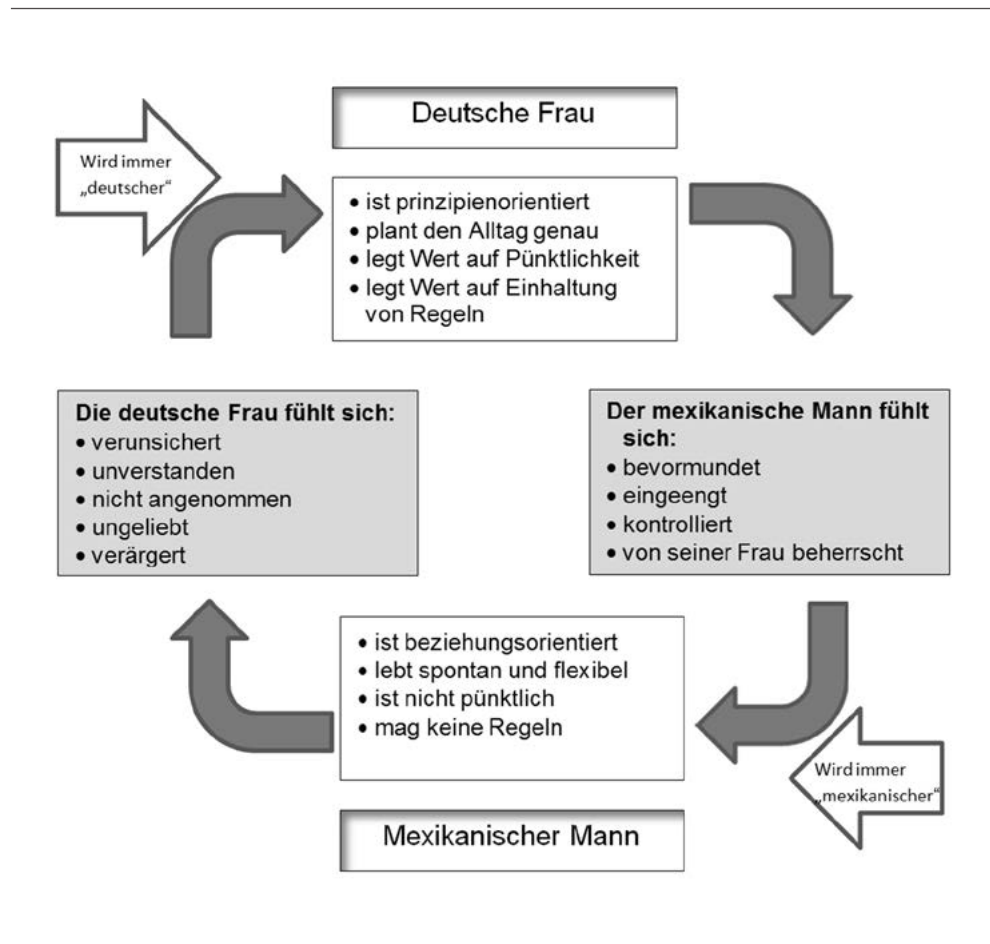 Deutsche Frau
Wird immer
„deutscher“
• ist prinzipienorientiert
• plant den Alltag genau
• legt Wert auf Pünktlichkeit
• legt Wert auf Einhaltung
von Regeln
Die deutsche Frau fühlt sich:
• verunsichert
• unverstanden
• nicht angenommen
• ungeliebt
• verärgert
Der mexikanische Mann fühlt
sich:
• bevormundet
• eingeengt
• kontrolliert
• von seiner Frau beherrscht
• ist beziehungsorientiert
• lebt spontan und flexibel
• ist nicht pünktlich
• mag keine Regeln
Wird immer
„mexikanischer“
Mexikanischer Mann